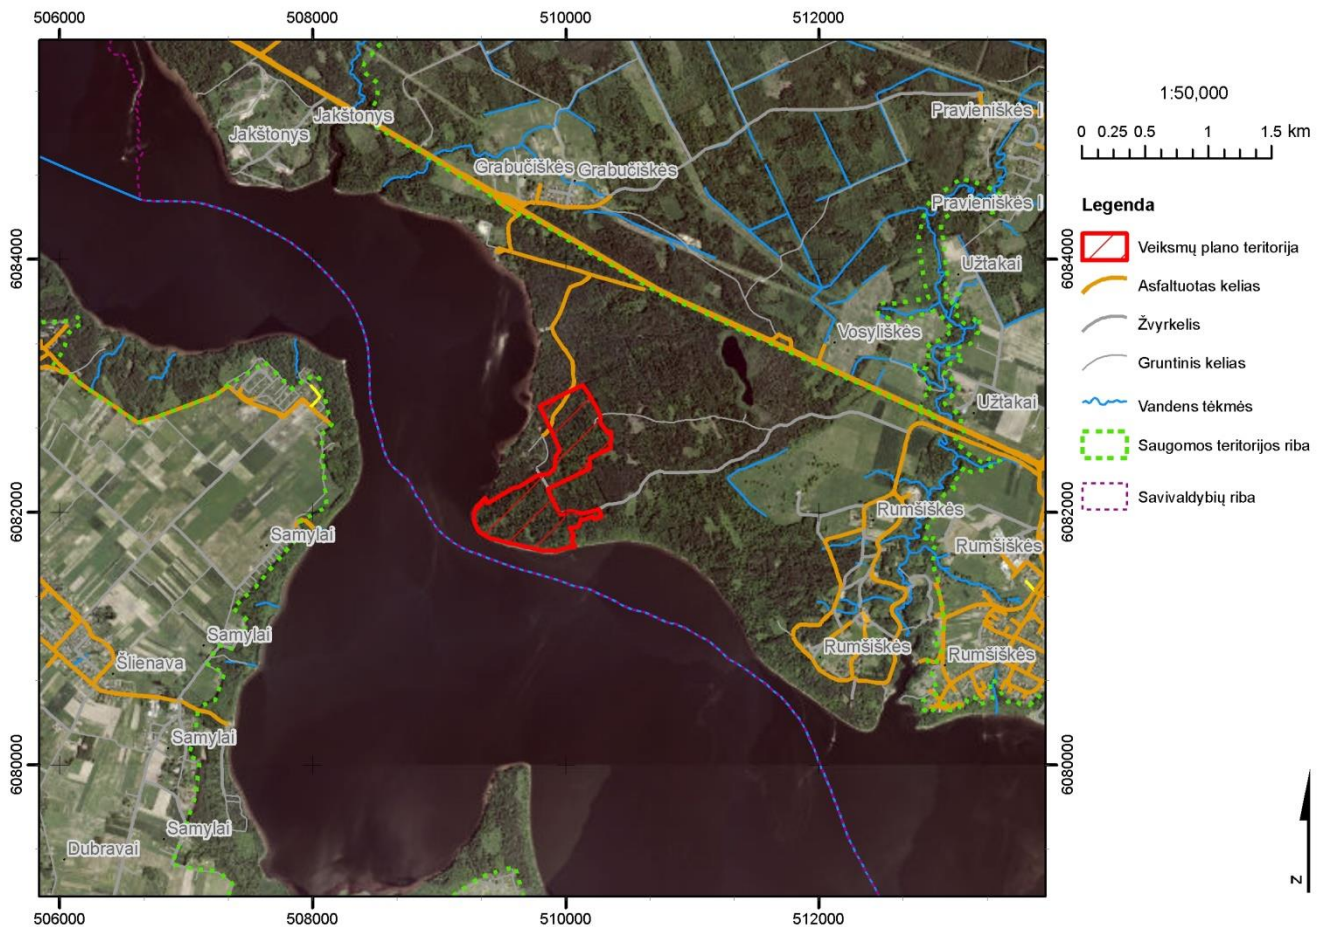 506000
508000
510000
512000
1:50,000
0 0.25 0.5 1 1.5 km
Legenda
Veiksmų plano teritorija
Asfaltuotas kelias
Žvyrkelis
Gruntinis kelias
Vandens tėkmės
Saugomos teritorijos riba
Savivaldybių riba
Jakštonys
Jakštonys
Pravieniškės I
Grabučiškės
Grabučiškės
Pravieniškės I
6084000
6084000
Užtakai
Vosyliškės
Užtakai
6082000
6082000
Rumšiškės
Samylai
Rumšiškės
Samylai
Rumšiškės
Rumšiškės
Šlienava
Samylai
6080000
6080000
Samylai
Dubravai
Z
506000
508000
510000
512000